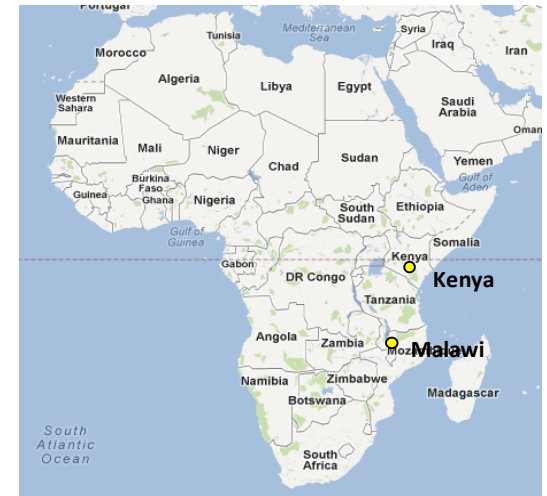 Portugal
Tunisia
Mediterranean
Sea
Syria
Iraq
Iran
Morocco
Algeria
Libya
Egypt
Western
Sahara
Saudi
Arabia
Oman
Mauritania
Mali
Niger
Chad
Sudan
Yemen
Gulf of
Aden
Burkina
Faso
Guinea
Ghana
Nigeria
South
Sudan
Ethiopia
Gulf of
Guinea
Somalia
Kenya
Gabon
DR Congo
Kenya
Tanzania
Angola
Zambia
Malawi
Namibia
Zimbabwe
Botswana
Madagascar
South
Atlantic
Ocean
South
Africa